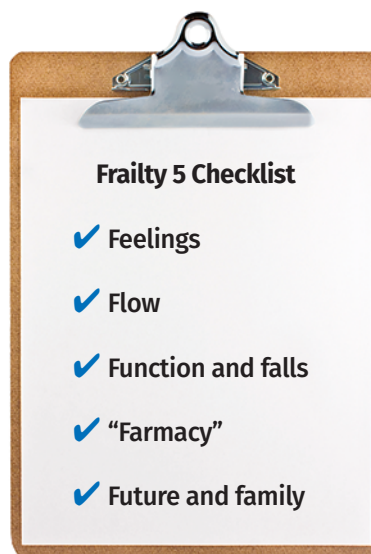 Frailty 5 Checklist
✔ Feelings
✔ Flow
✔ Function and falls
✔ “Farmacy”
✔ Future and family